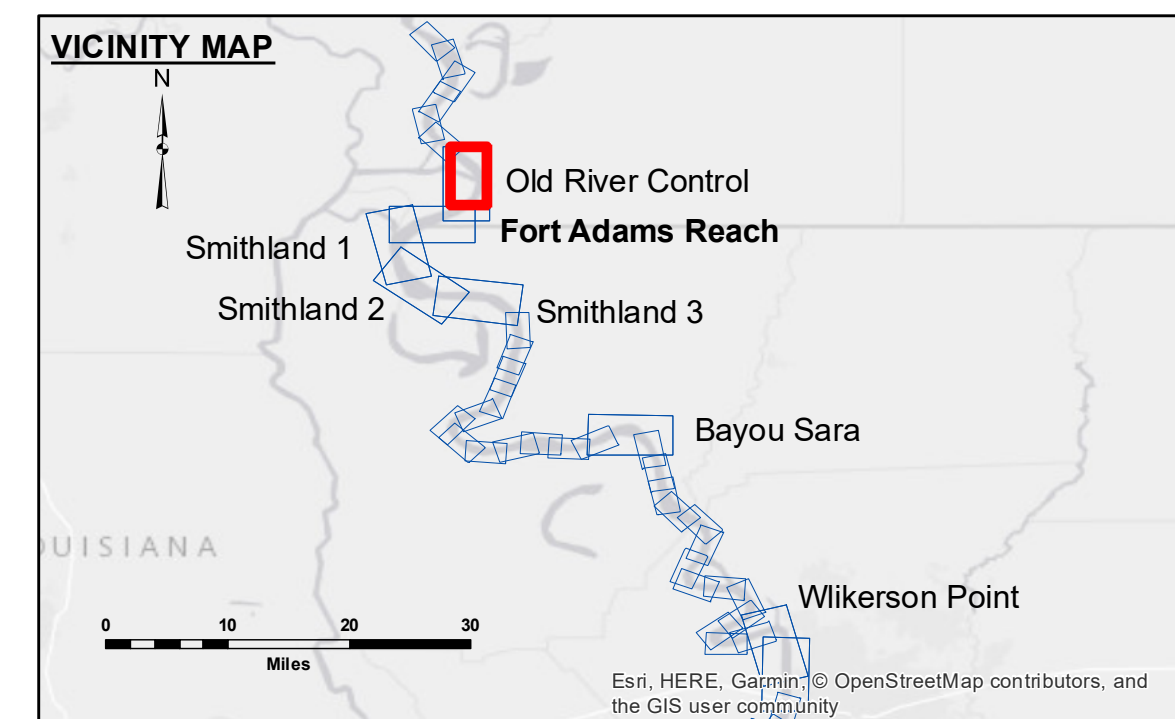 VICINITY MAP
N
Old River Control
Fort Adams Reach
Smithland 1
Smithland 2
Smithland 3
Bayou Sara
OUISIANA
Wlikerson Point
0 10 20 30
Miles
Esri, HERE, Garmin, © OpenStreetMap contributors, and
the GIS user community